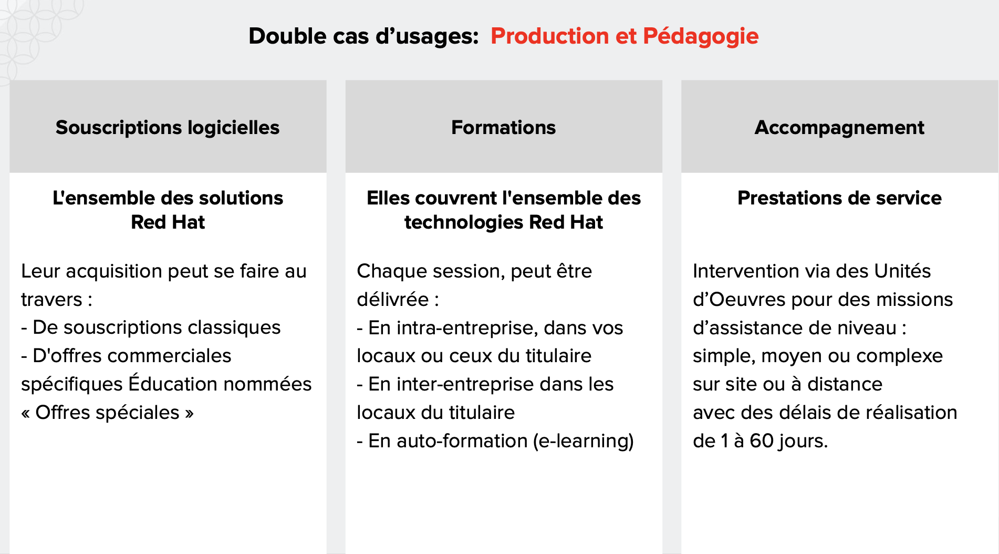 Double cas d’usages: Production et Pédagogie
Souscriptions logicielles
L'ensemble des solutions
Red Hat
Leur acquisition peut se faire au
travers :
- De souscriptions classiques
- D'offres commerciales
spécifiques Éducation nommées
« Offres spéciales »
Formations
Elles couvrent l'ensemble des
technologies Red Hat
Chaque session, peut être
délivrée :
- En intra-entreprise, dans vos
locaux ou ceux du titulaire
- En inter-entreprise dans les
locaux du titulaire
- En auto-formation (e-learning)
Accompagnement
Prestations de service
Intervention via des Unités
d’Oeuvres pour des missions
d’assistance de niveau :
simple, moyen ou complexe
sur site ou à distance
avec des délais de réalisation
de 1 à 60 jours.